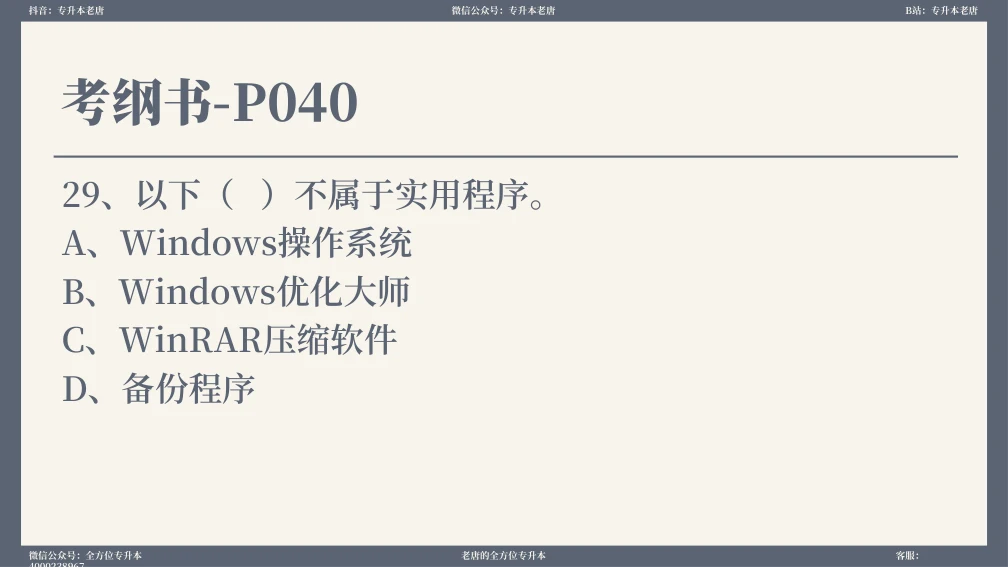 抖音：专升本老唐
微信公众号：专升本老唐
B站：专升本老唐
考纲书-P040
29、以下（  ）不属于实用程序。
A、Windows操作系统
B、Windows优化大师
C、WinRAR压缩软件
D、备份程序
微信公众号：全方位专升本
老唐的全方位专升本
客服：
4000238967